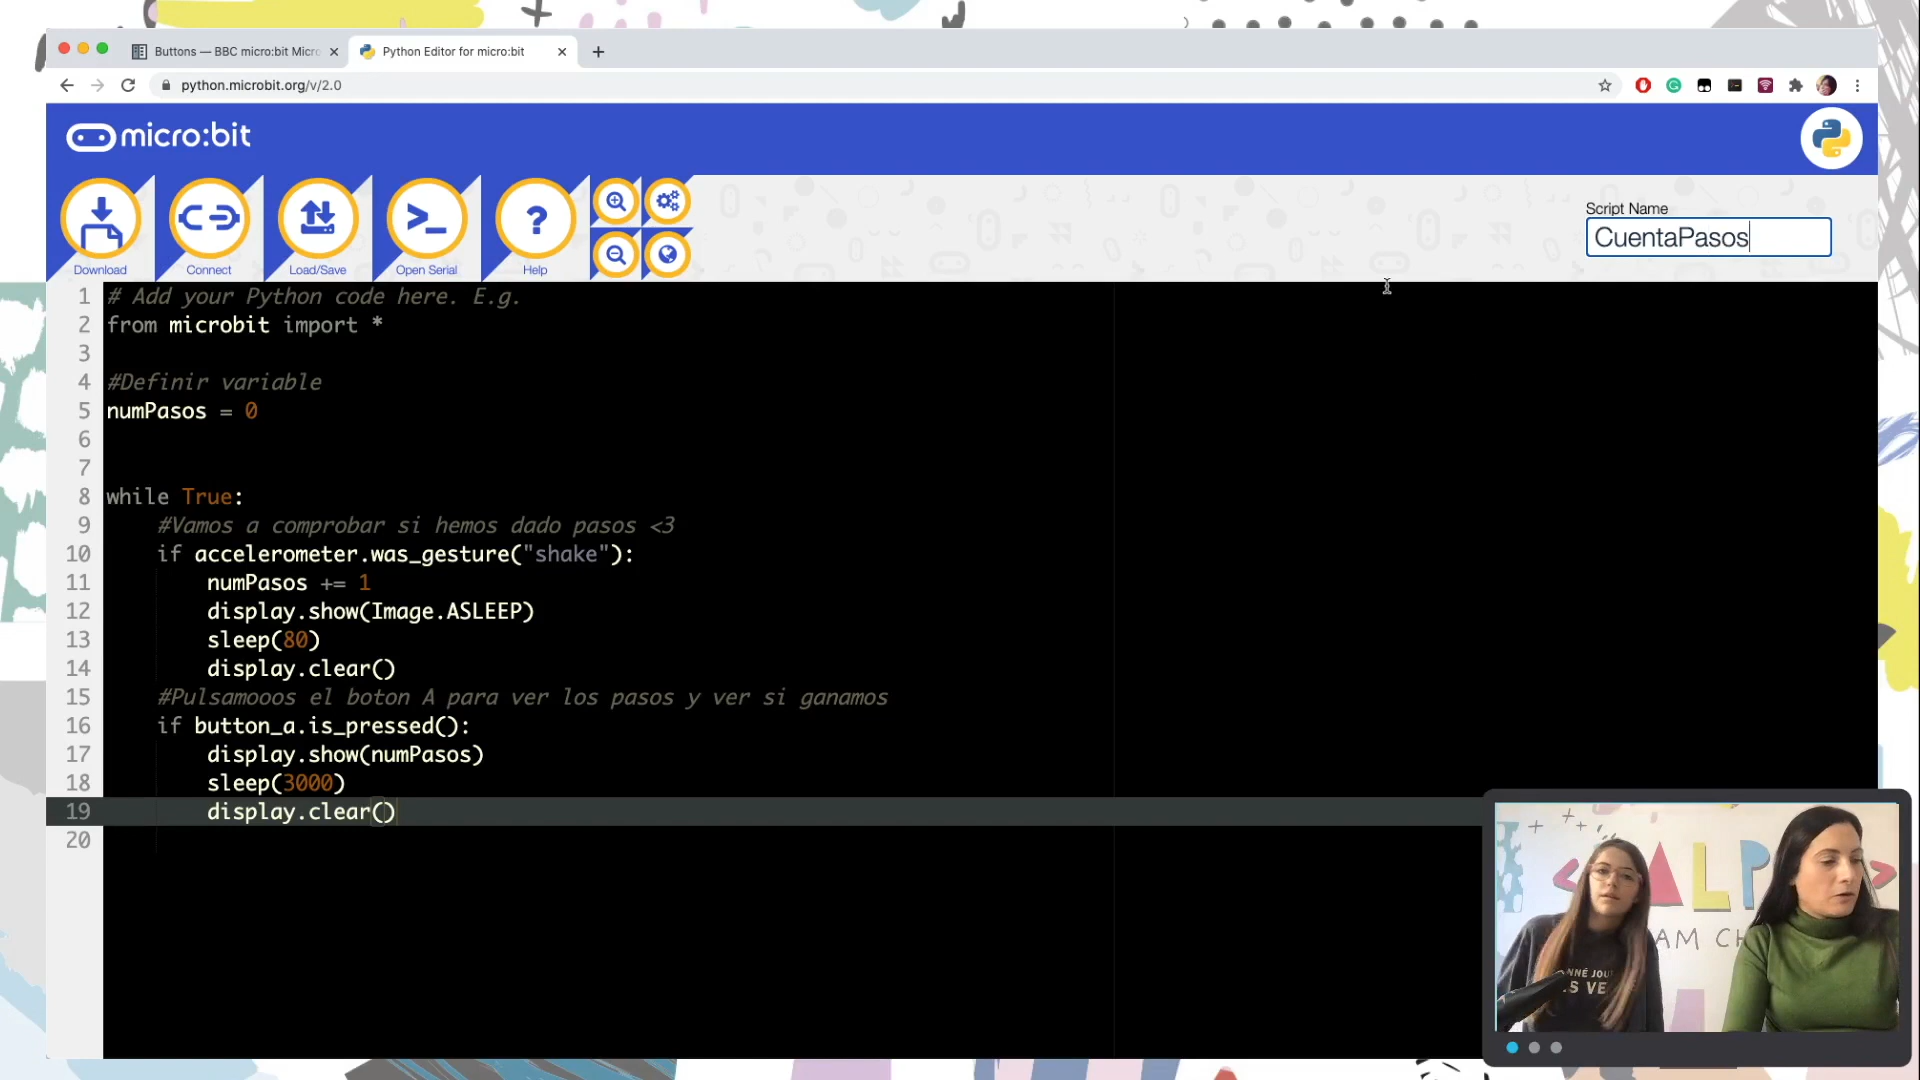 Buttons — BBC micro:bit Micro
Python Editor for micro:bit
python.microbit.org/v/2.0
micro:bit
Download
Connect
Load/Save
Open Serial
Help
Script Name
CuentaPasos
1 # Add your Python code here. E.g.
2 from microbit import *
3
4 #Definir variable
5 numPasos = 0
6
7
8 while True:
9 #Vamos a comprobar si hemos dado pasos <3
10 if accelerometer.was_gesture("shake"):
11 numPasos += 1
12 display.show(Image.ASLEEP)
13 sleep(80)
14 display.clear()
15 #Pulsamooos el boton A para ver los pasos y ver si ganamos
16 if button_a.is_pressed():
17 display.show(numPasos)
18 sleep(3000)
19 display.clear()
20
< ALP >
AM CH